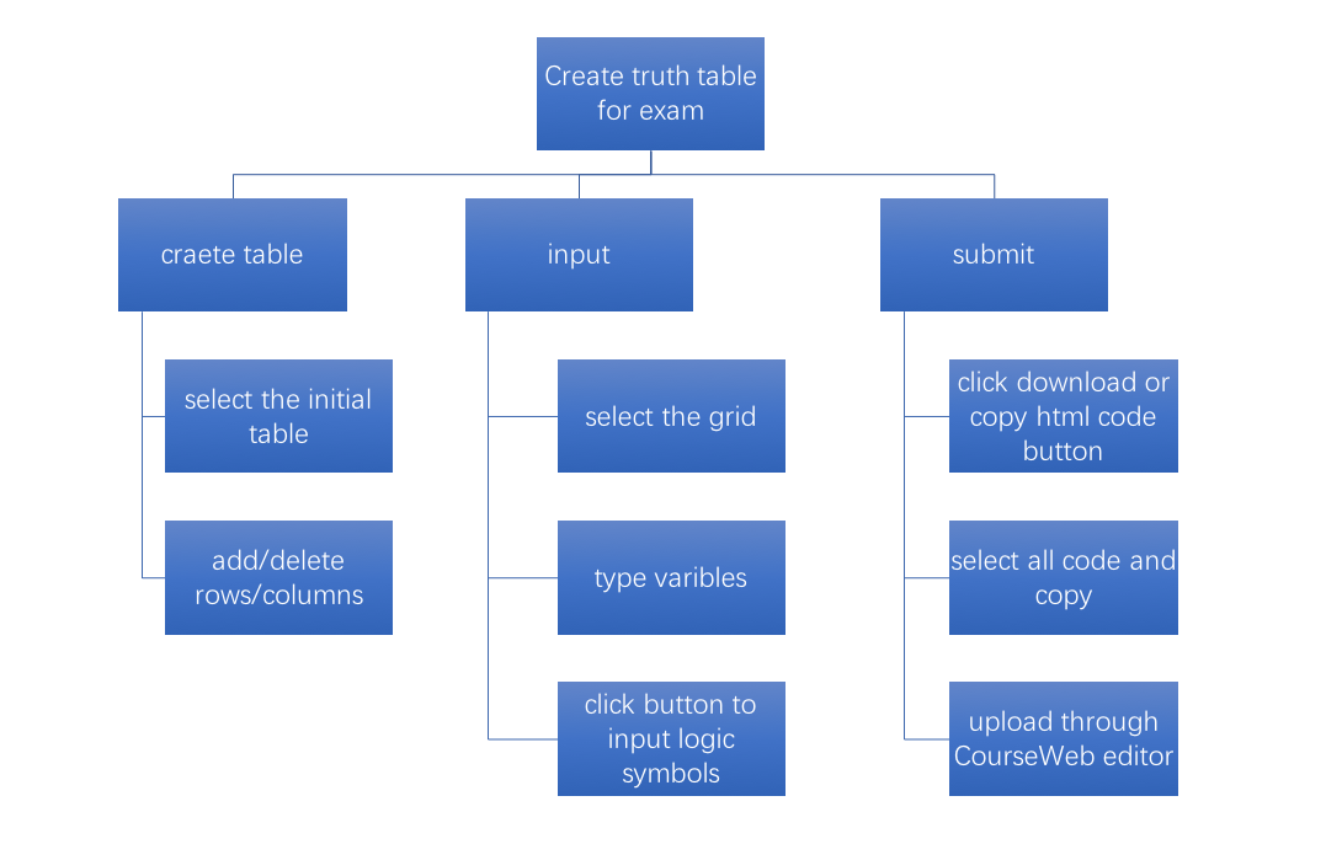 Create truth table
for exam
craete table
input
submit
select the initial
table
add/delete
rows/columns
select the grid
type varibles
click button to
input logic
symbols
click download or
copy html code
button
select all code and
copy
upload through
CourseWeb editor